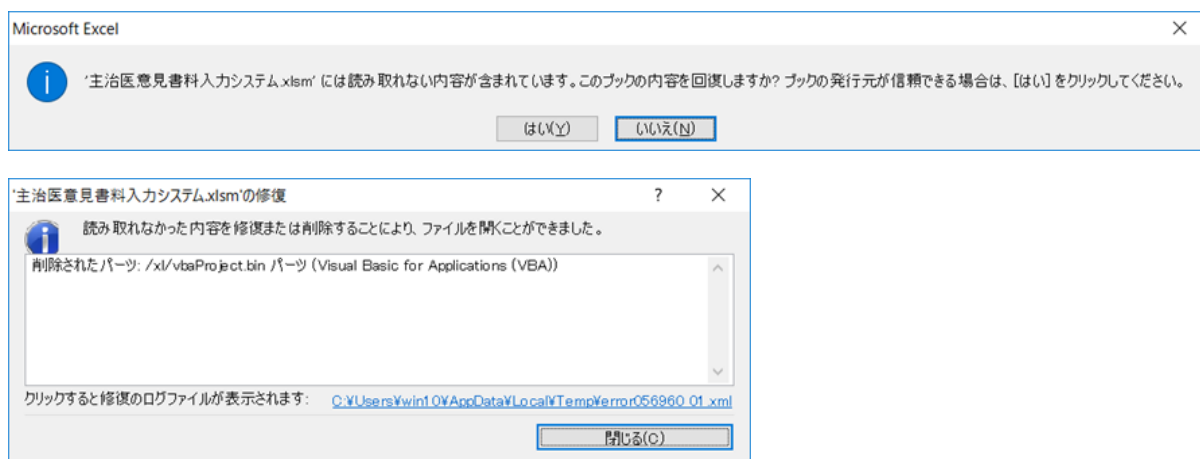 Microsoft Excel
'主治医意見書料入力システム.xlsm' には読み取れない内容が含まれています。このブックの内容を回復しますか? ブックの発行元が信頼できる場合は、[はい] をクリックしてください。
はい(Y)
いいえ(N)
'主治医意見書料入力システム.xlsm'の修復
読み取れなかった内容を修復または削除することにより、ファイルを開くことができました。
削除されたパーツ: /xl/vbaProject.bin パーツ (Visual Basic for Applications (VBA))
クリックすると修復のログファイルが表示されます: C:¥Users¥win10¥AppData¥Local¥Temp¥error056960_01.xml
閉じる(C)